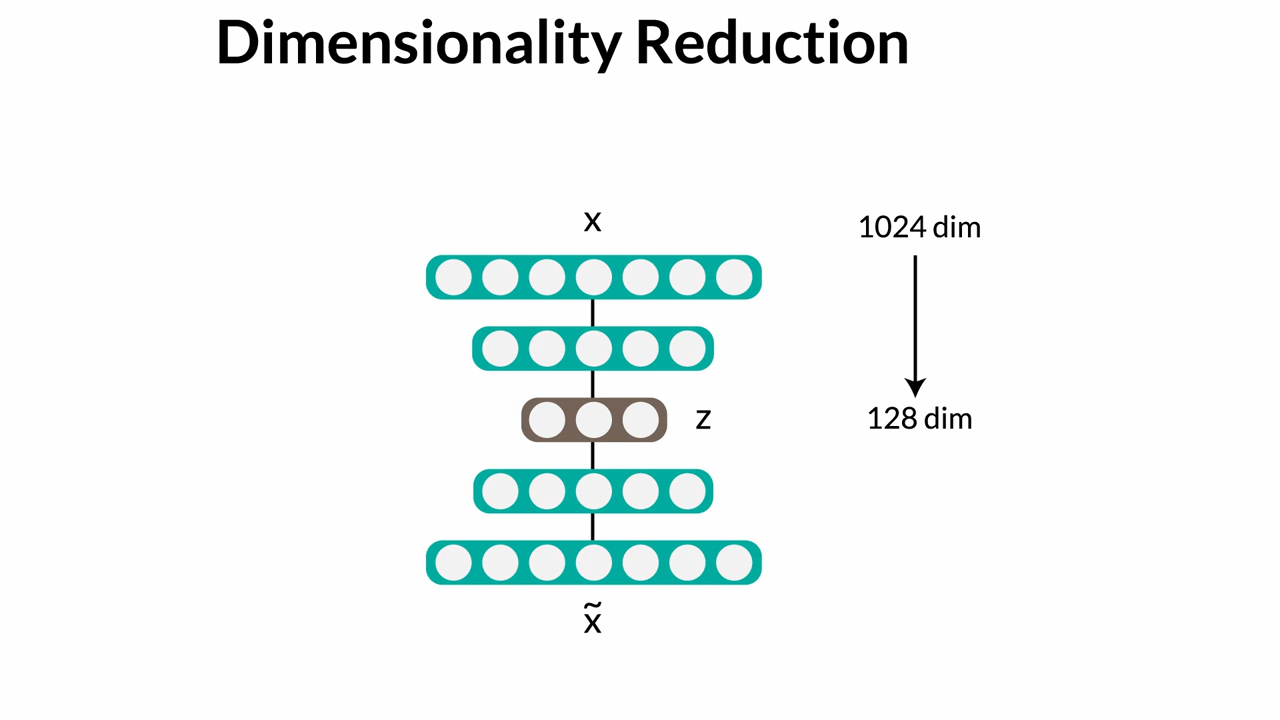 Dimensionality Reduction
x
1024 dim
z
128 dim
x̃